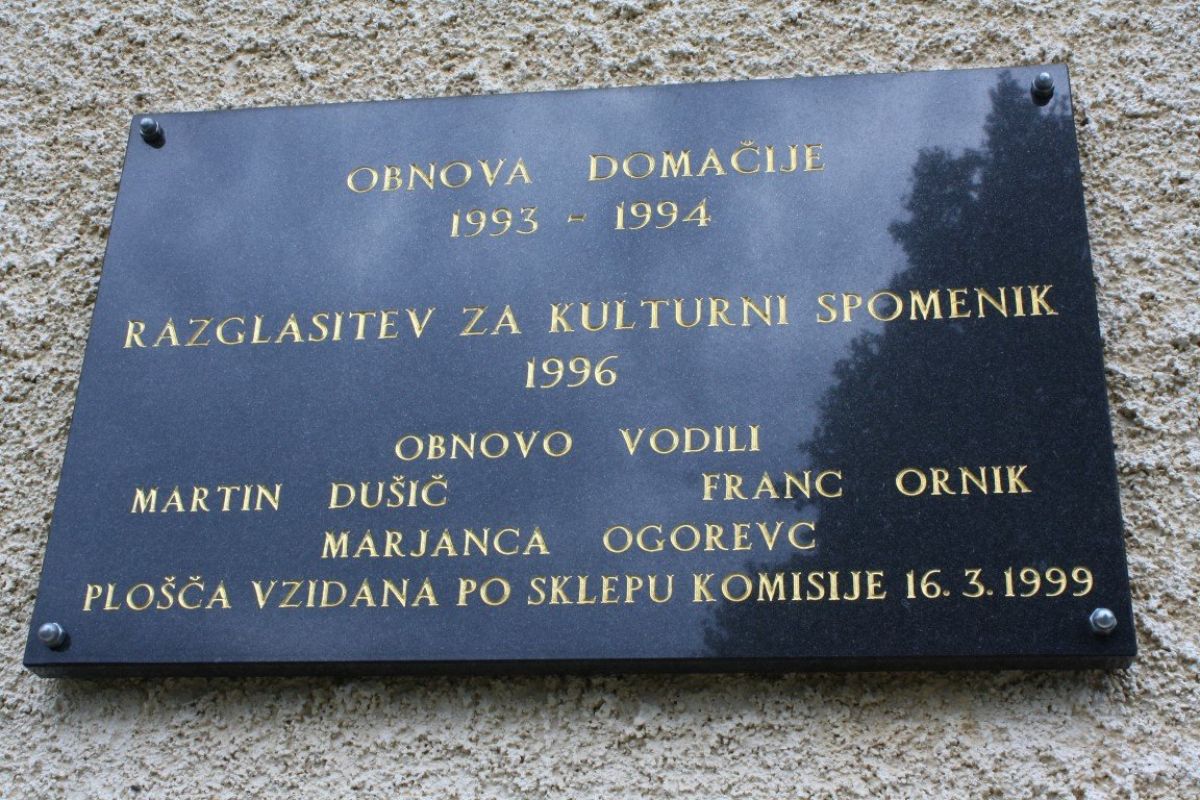 OBNOVA DOMAČIJE
1993 - 1994
RAZGLASITEV ZA KULTURNI SPOMENIK
1996
OBNOVO VODILI
MARTIN DUŠIČ FRANC ORNIK
MARJANCA OGOREVC
PLOŠČA VZIDANA PO SKLEPU KOMISIJE 16. 3. 1999